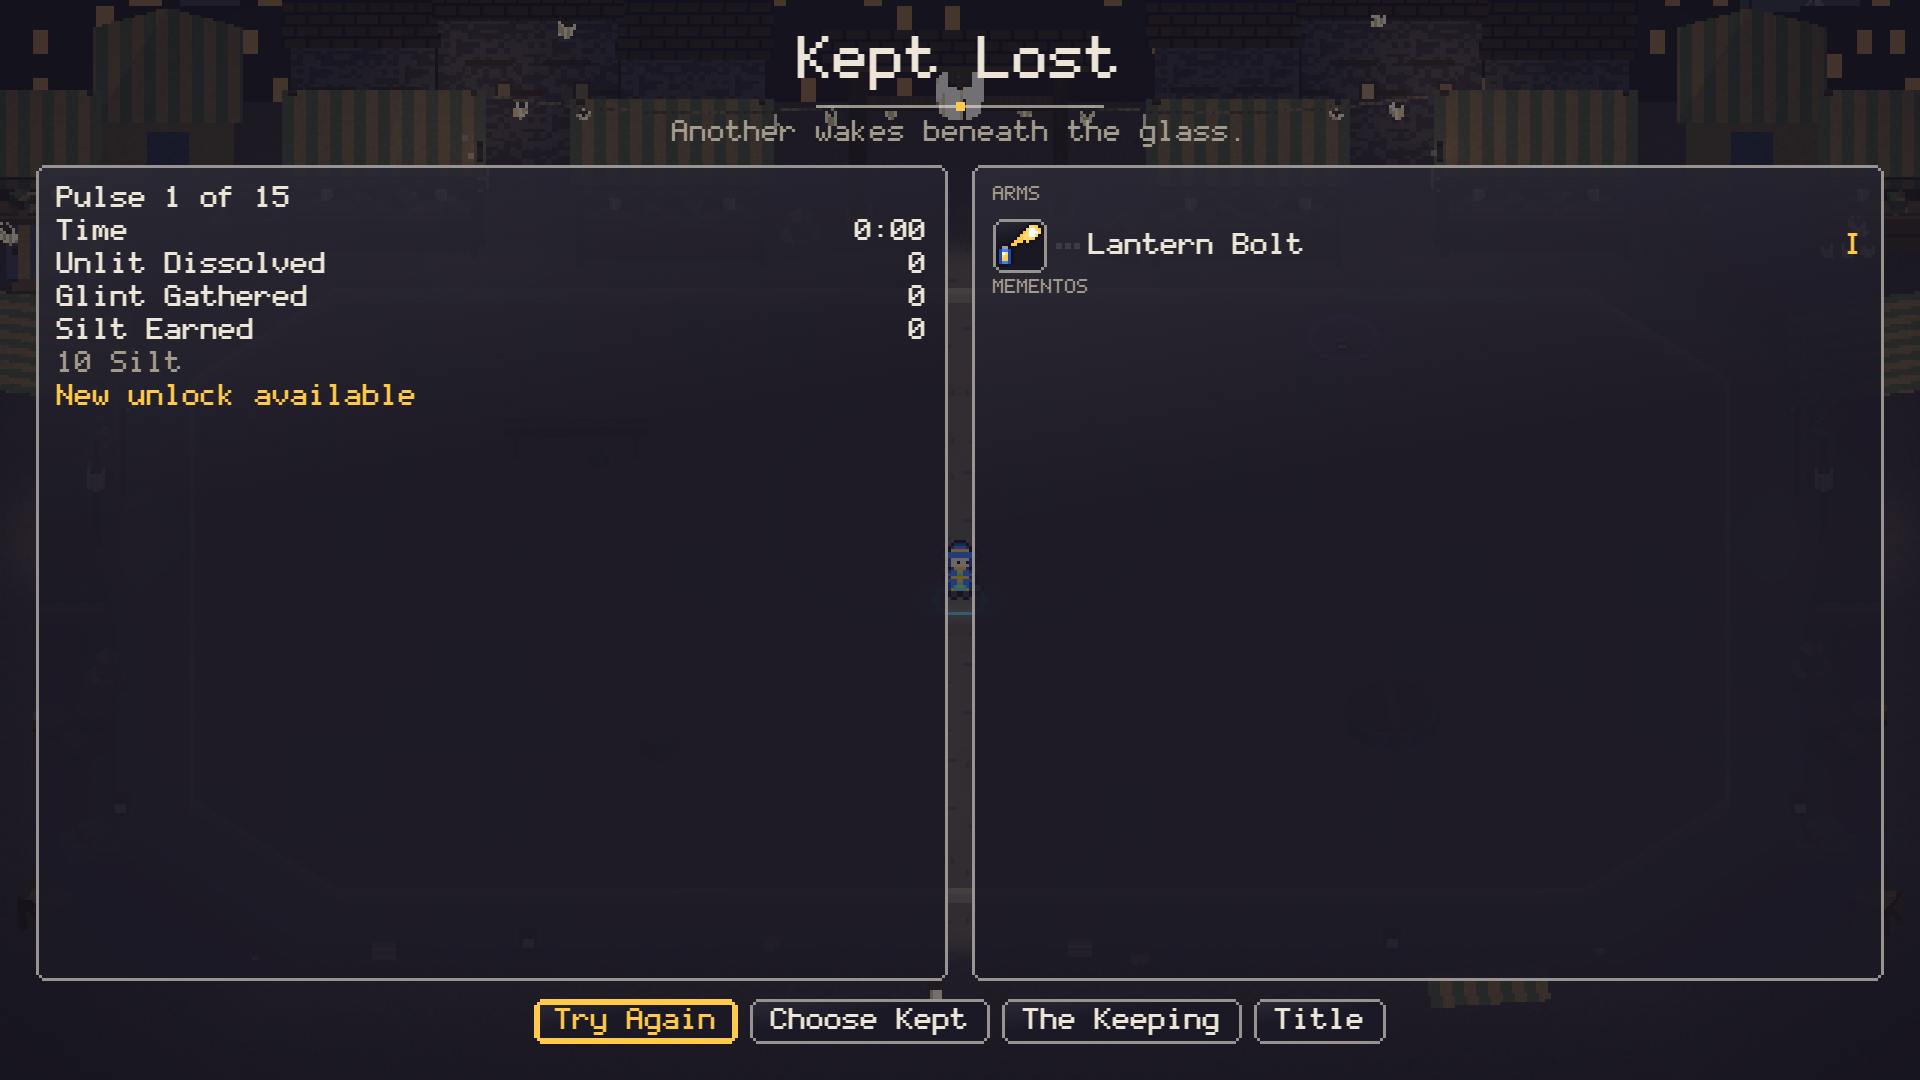 Kept Lost
Another wakes beneath the glass.
Pulse 1 of 15
Time 0:00
Unlit Dissolved 0
Glint Gathered 0
Silt Earned 0
10 Silt
New unlock available
ARMS
Lantern Bolt I
MEMENTOS
Try Again
Choose Kept
The Keeping
Title